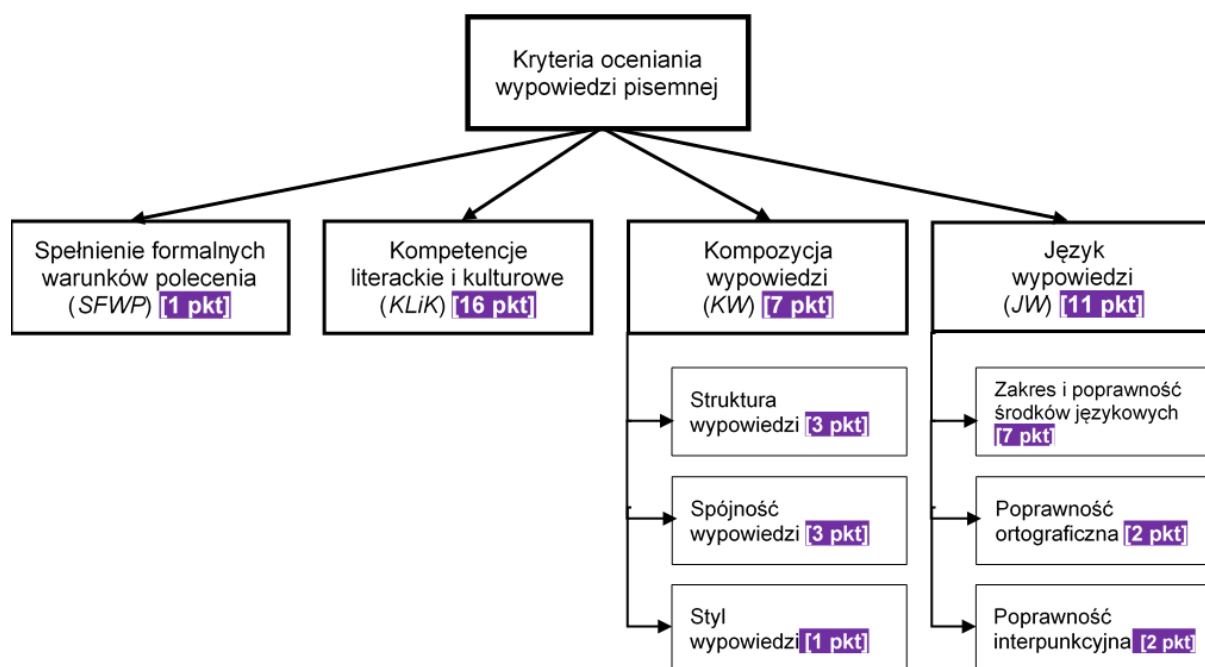 Kryteria oceniania
wypowiedzi pisemnej
Spełnienie formalnych
warunków polecenia
(SFWP) [1 pkt]
Kompetencje
literackie i kulturowe
(KLiK) [16 pkt]
Kompozycja
wypowiedzi
(KW) [7 pkt]
Język
wypowiedzi
(JW) [11 pkt]
Struktura
wypowiedzi [3 pkt]
Spójność
wypowiedzi [3 pkt]
Styl
wypowiedzi [1 pkt]
Zakres i poprawność
środków językowych
[7 pkt]
Poprawność
ortograficzna [2 pkt]
Poprawność
interpunkcyjna [2 pkt]